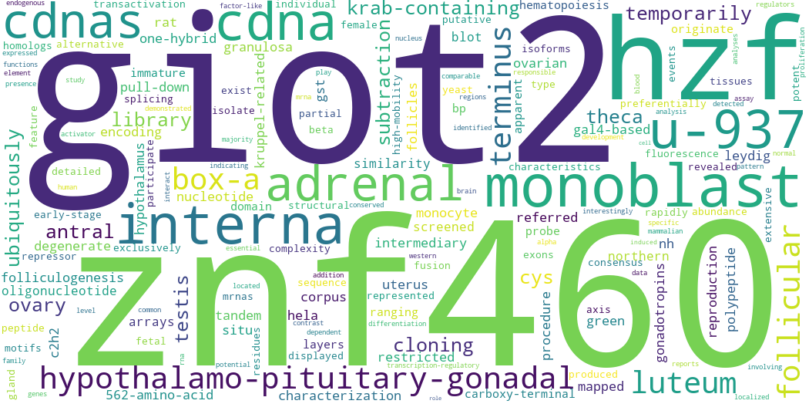 endogenous
transactivation
factor-like
individual
krab-containing
hematopoiesis
regulators
cdnas
cdna
rat
female
putative
temporarily
homologs
alternative
one-hybrid
granulosa
blot
nucleus
isoforms
originate
analyses
expressed
functions
element
presence
immature
pull-down
play
comparable
yeast
ovarian
events
proliferation
giot2
hzf
splicing
exist
gst
subtraction
high-mobility
follicles
terminus
type
tissues
potent
study
library
isolate
partial
mrna
bp
responsible
regions
apparent
preferentially
assay
feature
encoding
kruppel-related
beta
activator
demonstrated
majority
identified
theca
gal4-based
blood
detected
analysis
u-937
ubiquitously
detailed
human
hypothalamus
participate
box-a
nucleotide
similarity
interact
indicating
domain
structural
conserved
adrenal
brain
characteristics
fluorescence
revealed
leydig
development
cell
normal
pattern
monoblast
early-stage
interna
monocyte
screened
referred
rapidly
abundance
interestingly
specific
mammalian
extensive
antral
degenerate
repressor
exclusively
complexity
intermediary
probe
nh
alpha
induced
essential
western
fusion
exons
consensus
northern
data
folliculogenesis
oligonucleotide
located
addition
sequence
ranging
cys
znf460
axis
green
gonadotropins
reproduction
polypeptide
follicular
ovary
testis
mrnas
corpus
uterus
represented
tandem
arrays
hela
common
level
contrast
dependent
differentiation
cloning
procedure
peptide
motifs
c2h2
fetal
situ
residues
layers
displayed
restricted
rna
potential
transcription-regulatory
produced
mapped
reports
involving
family
gland
genes
hypothalamo-pituitary-gonadal
luteum
562-amino-acid
characterization
carboxy-terminal
role
localized